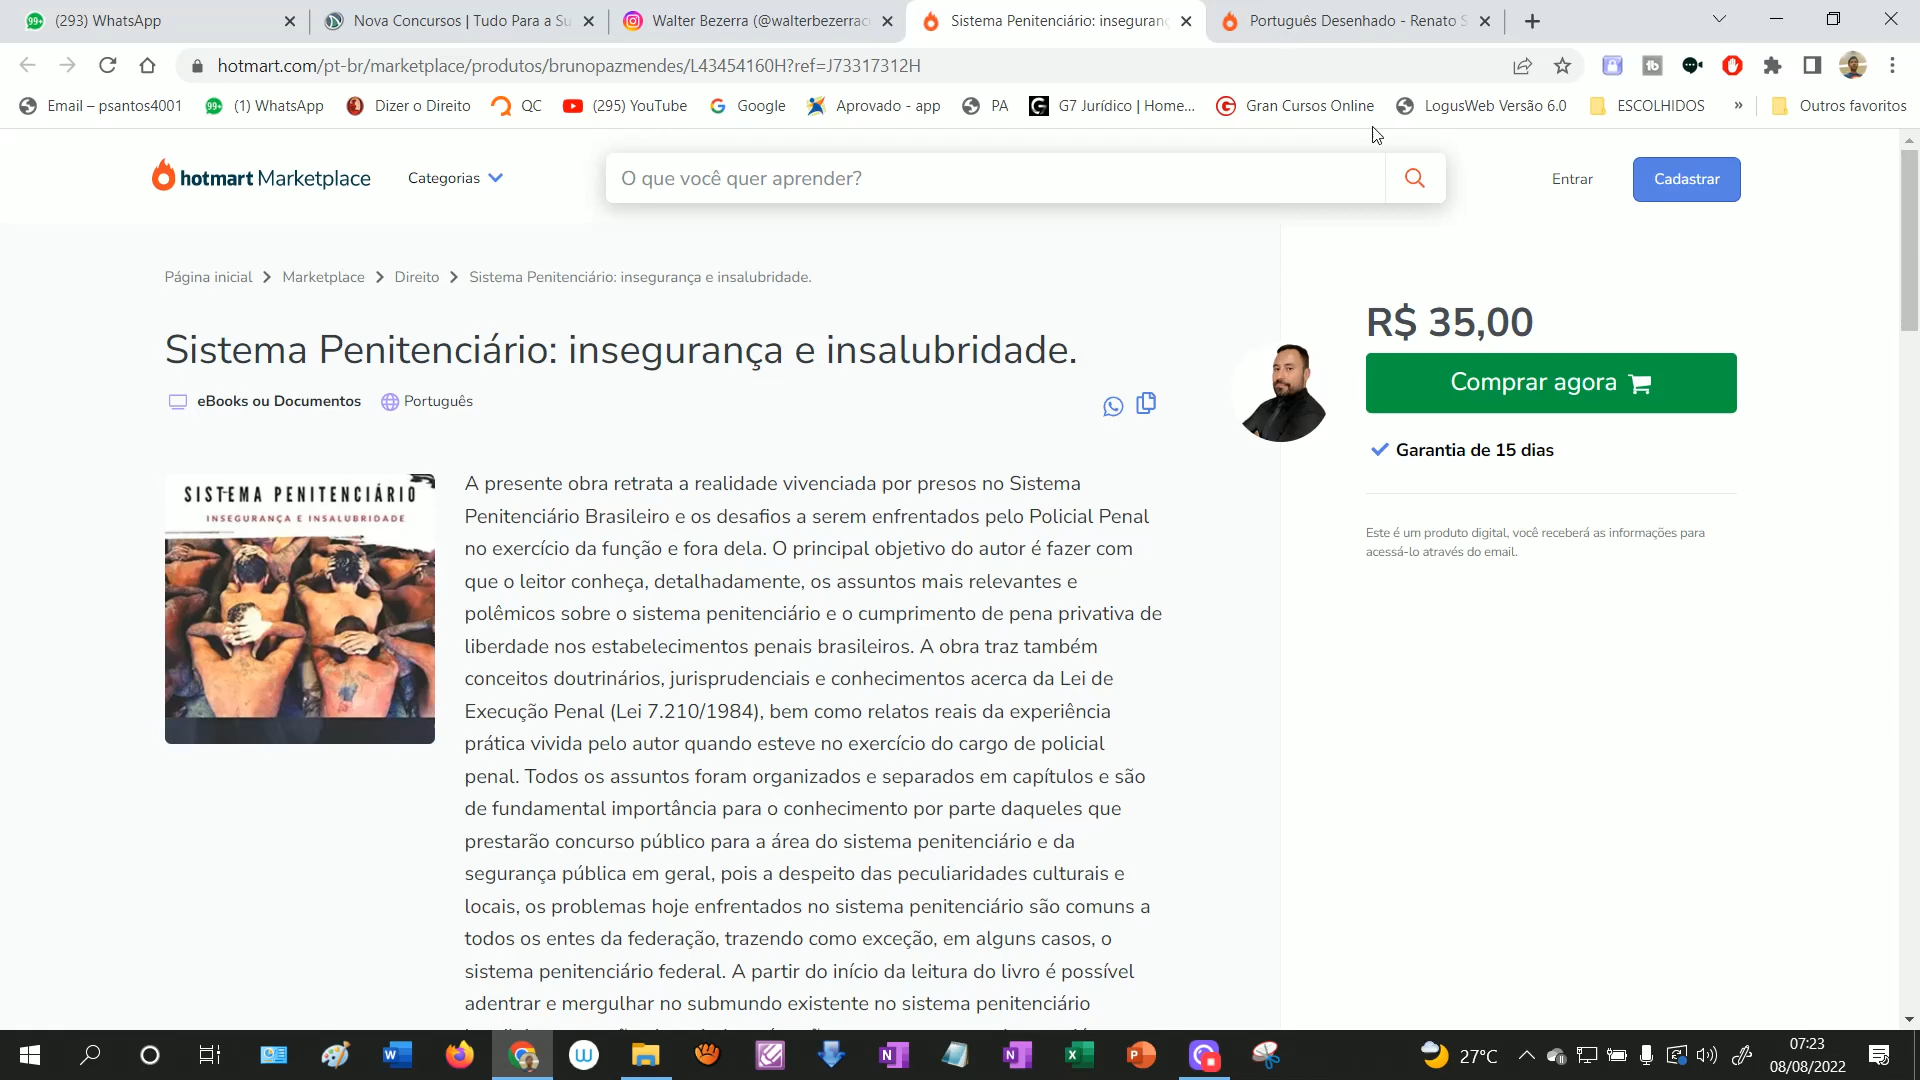 (293) WhatsApp
Nova Concursos | Tudo Para a Su
Walter Bezerra (@walterbezerrac
Sistema Penitenciário: inseguranç
Português Desenhado - Renato S
hotmart.com/pt-br/marketplace/produtos/brunopazmendes/L43454160H?ref=J73317312H
Email – psantos4001
(1) WhatsApp
Dizer o Direito
QC
(295) YouTube
Google
Aprovado - app
PA
G7 Jurídico | Home...
Gran Cursos Online
LogusWeb Versão 6.0
ESCOLHIDOS
»
Outros favoritos
hotmart Marketplace
Categorias
O que você quer aprender?
Entrar
Cadastrar
Página inicial > Marketplace > Direito > Sistema Penitenciário: insegurança e insalubridade.
Sistema Penitenciário: insegurança e insalubridade.
eBooks ou Documentos
Português
R$ 35,00
Comprar agora
Garantia de 15 dias
Este é um produto digital, você receberá as informações para
acessá-lo através do email.
SISTEMA PENITENCIÁRIO
INSEGURANÇA E INSALUBRIDADE
A presente obra retrata a realidade vivenciada por presos no Sistema
Penitenciário Brasileiro e os desafios a serem enfrentados pelo Policial Penal
no exercício da função e fora dela. O principal objetivo do autor é fazer com
que o leitor conheça, detalhadamente, os assuntos mais relevantes e
polêmicos sobre o sistema penitenciário e o cumprimento de pena privativa de
liberdade nos estabelecimentos penais brasileiros. A obra traz também
conceitos doutrinários, jurisprudenciais e conhecimentos acerca da Lei de
Execução Penal (Lei 7.210/1984), bem como relatos reais da experiência
prática vivida pelo autor quando esteve no exercício do cargo de policial
penal. Todos os assuntos foram organizados e separados em capítulos e são
de fundamental importância para o conhecimento por parte daqueles que
prestarão concurso público para a área do sistema penitenciário e da
segurança pública em geral, pois a despeito das peculiaridades culturais e
locais, os problemas hoje enfrentados no sistema penitenciário são comuns a
todos os entes da federação, trazendo como exceção, em alguns casos, o
sistema penitenciário federal. A partir do início da leitura do livro é possível
adentrar e mergulhar no submundo existente no sistema penitenciário
27°C
07:23
08/08/2022